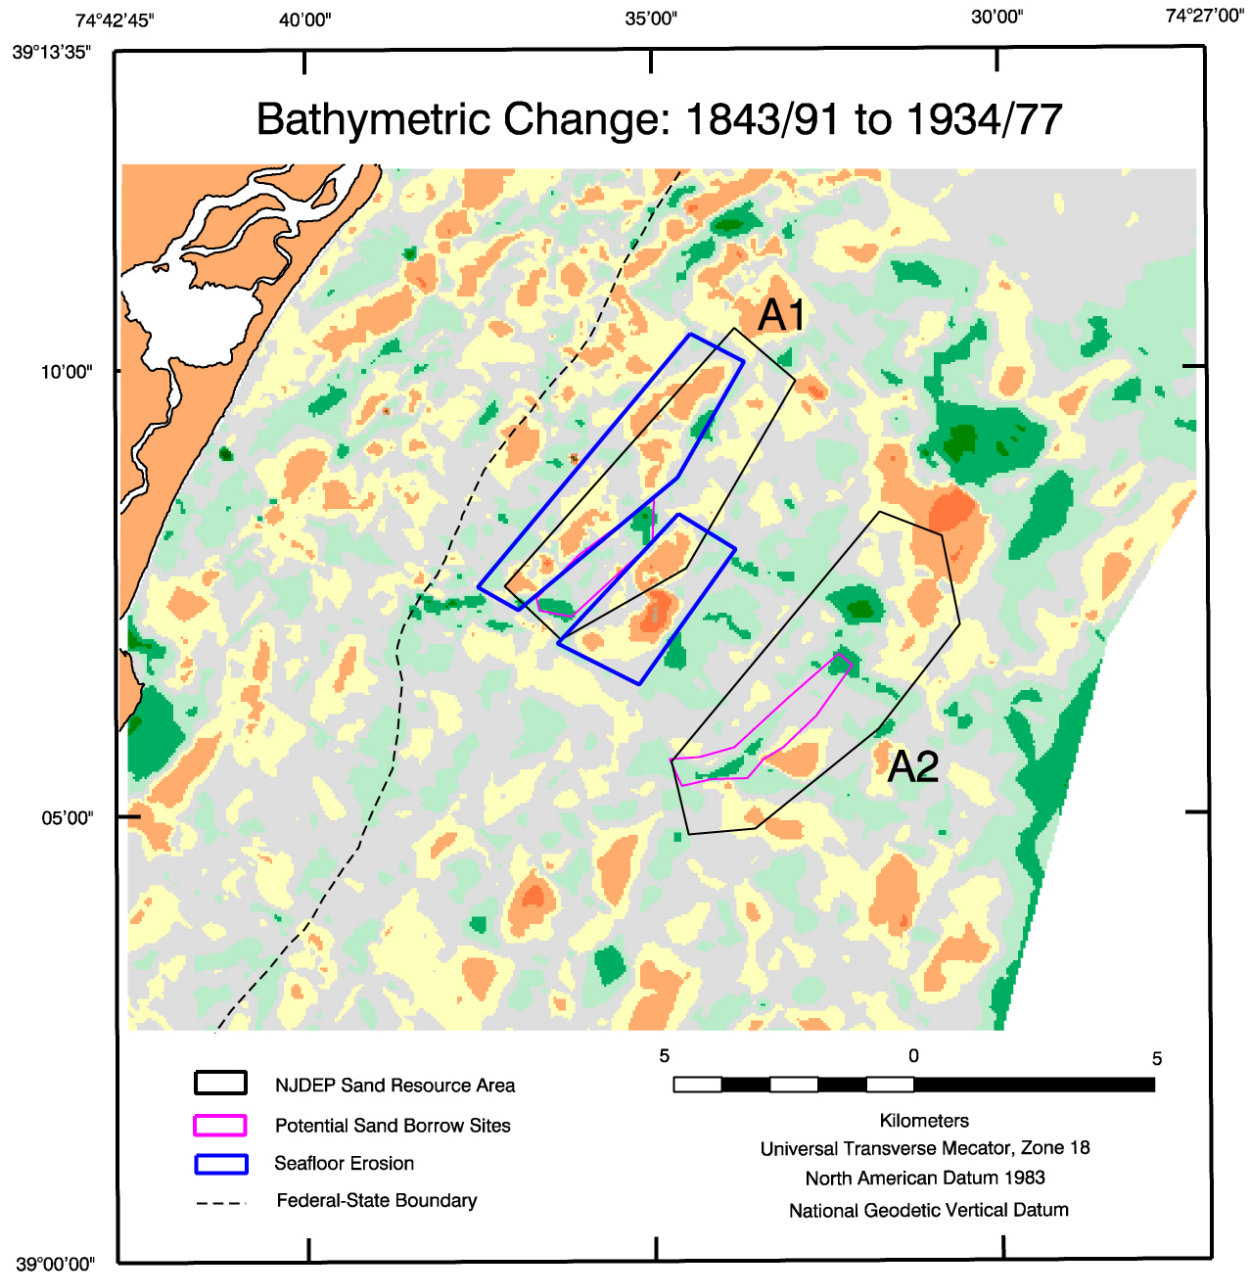 74°42'45" 40'00" 35'00" 30'00" 74°27'00"
39°13'35"
Bathymetric Change: 1843/91 to 1934/77
A1
10'00"
A2
05'00"
5 0 5
NJDEP Sand Resource Area
Kilometers
Potential Sand Borrow Sites
Universal Transverse Mecator, Zone 18
Seafloor Erosion
North American Datum 1983
Federal-State Boundary
National Geodetic Vertical Datum
39°00'00"